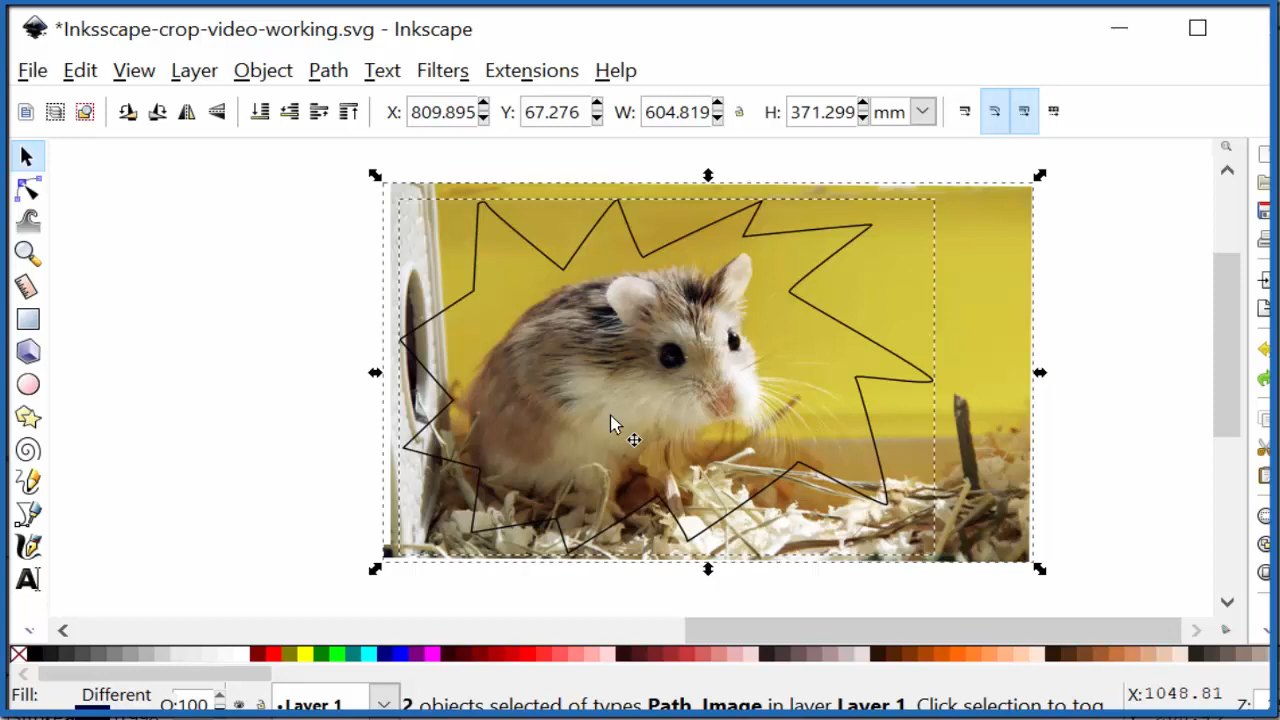 *Inksscape-crop-video-working.svg - Inkscape
File Edit View Layer Object Path Text Filters Extensions Help
X: 809.895 Y: 67.276 W: 604.819 H: 371.299 mm
A
Fill: Different O:100 •Layer 1 2 objects selected of types Path, Image in layer Layer 1. Click selection to tog X:1048.81
Z: